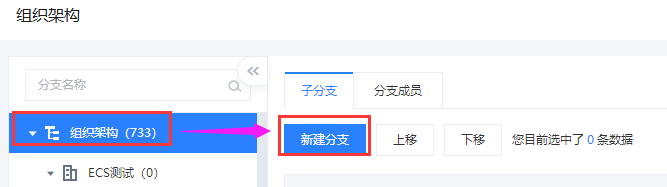 组织架构
分支名称
子分支 分支成员
组织架构（733）
新建分支 上移 下移 您目前选中了 0 条数据
ECS测试（0）